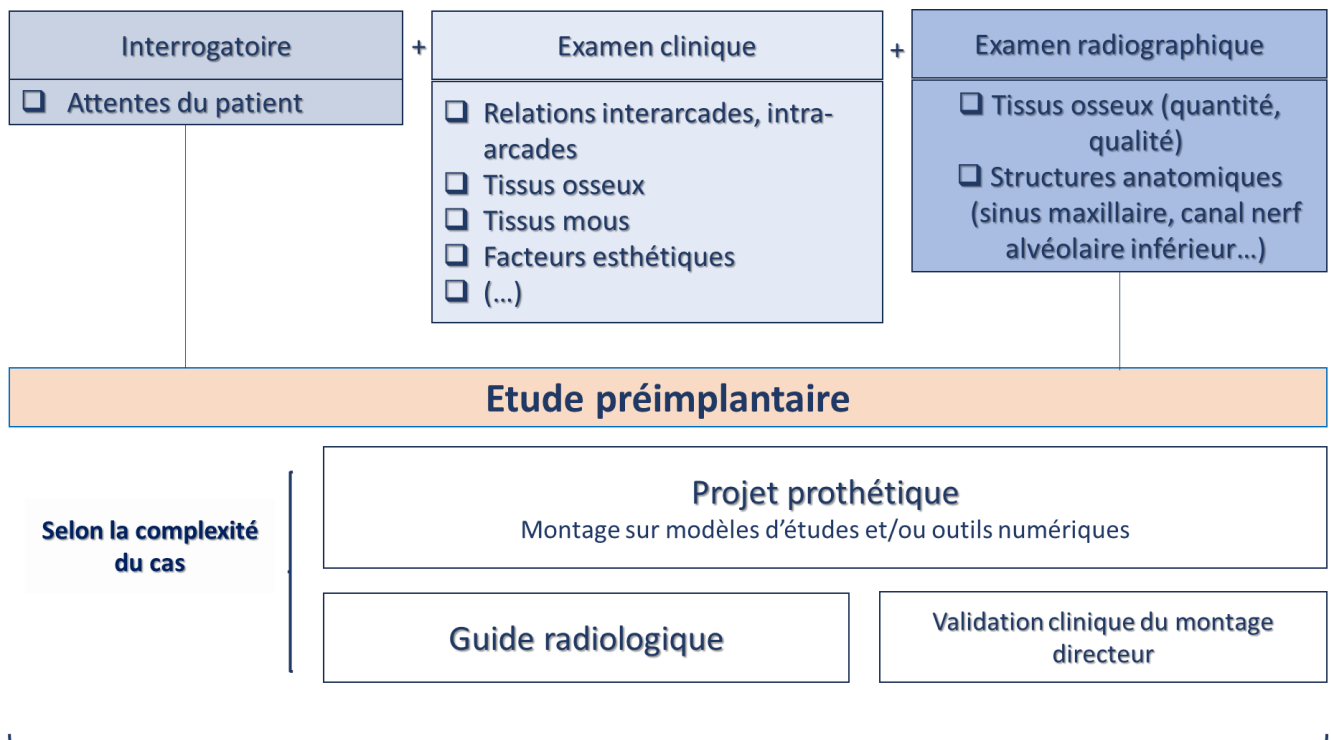 Interrogatoire
+
Examen clinique
+
Examen radiographique
❑ Attentes du patient
❑ Relations interarcades, intra-
arcades
❑ Tissus osseux
❑ Tissus mous
❑ Facteurs esthétiques
❑ (…)
❑ Tissus osseux (quantité,
qualité)
❑ Structures anatomiques
(sinus maxillaire, canal nerf
alvéolaire inférieur…)
Etude préimplantaire
Selon la complexité
du cas
Projet prothétique
Montage sur modèles d’études et/ou outils numériques
Guide radiologique
Validation clinique du montage
directeur